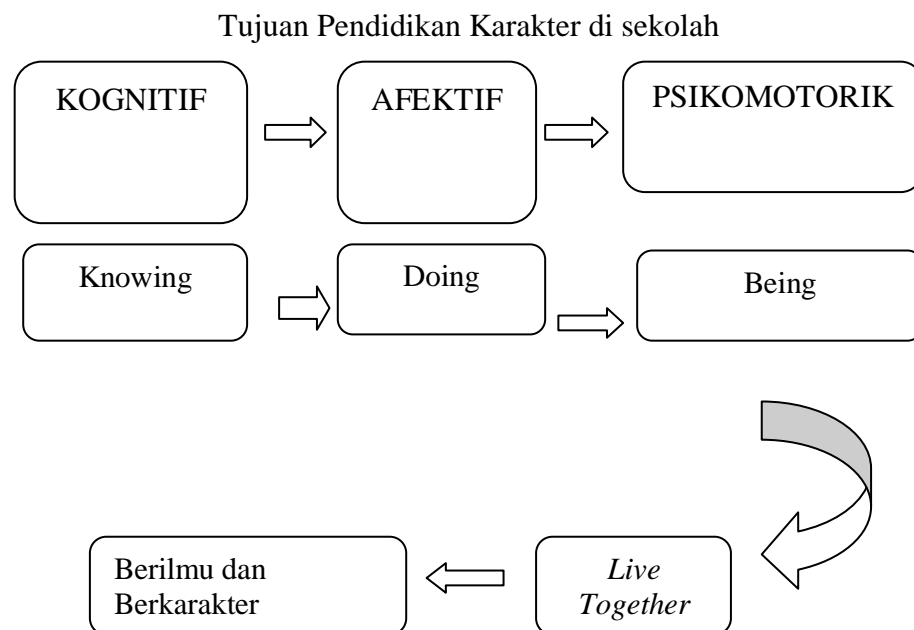 Tujuan Pendidikan Karakter di sekolah
KOGNITIF
AFEKTIF
PSIKOMOTORIK
Knowing
Doing
Being
Live
Together
Berilmu dan
Berkarakter